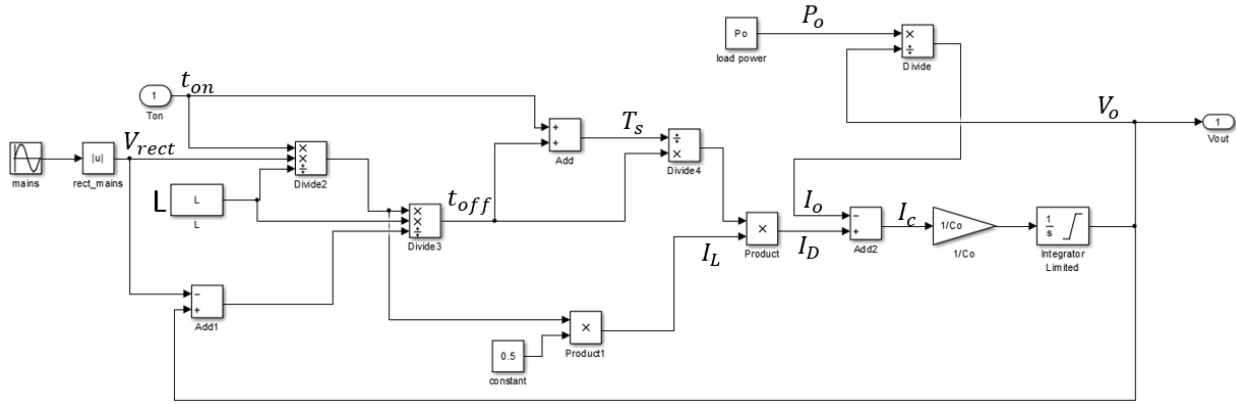 P_o
Po
load power
×
÷
Divide
t_on
1
Ton
V_rect
mains
|u|
rect_mains
×
×
÷
Divide2
L
L
L
+
+
Add
T_s
÷
×
Divide4
V_o
1
Vout
t_off
×
×
÷
Divide3
×
Product
I_L
I_D
I_o
−
+
Add2
I_c
1/Co
1/Co
1
s
Integrator
Limited
−
+
Add1
0.5
constant
×
Product1